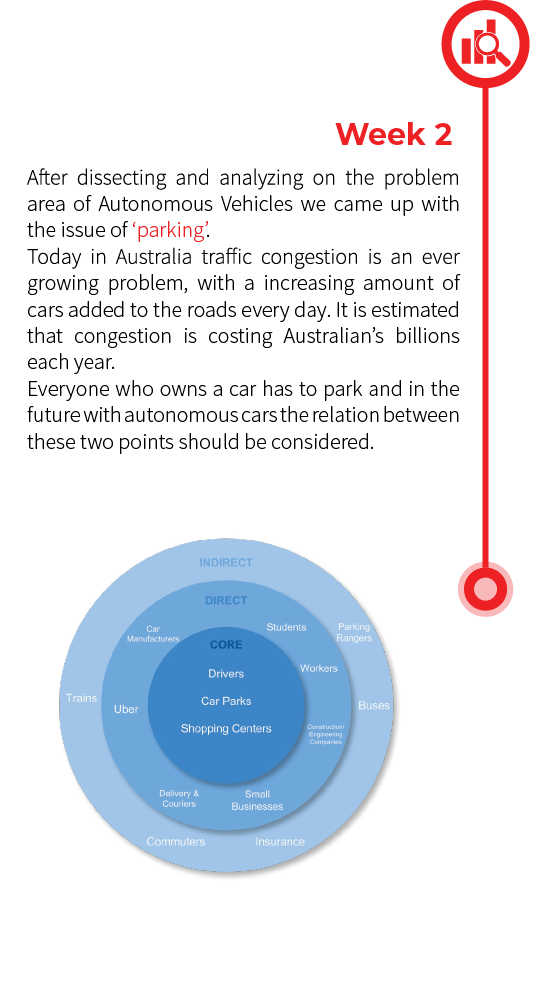 Week 2
After dissecting and analyzing on the problem
area of Autonomous Vehicles we came up with
the issue of ‘parking’.
Today in Australia traffic congestion is an ever
growing problem, with a increasing amount of
cars added to the roads every day. It is estimated
that congestion is costing Australian’s billions
each year.
Everyone who owns a car has to park and in the
future with autonomous cars the relation between
these two points should be considered.
INDIRECT
DIRECT
Car
Manufacturers
Students
Parking
Rangers
CORE
Drivers
Workers
Trains
Uber
Car Parks
Buses
Shopping Centers
Construction/
Engineering
Companies
Delivery &
Couriers
Small
Businesses
Commuters
Insurance